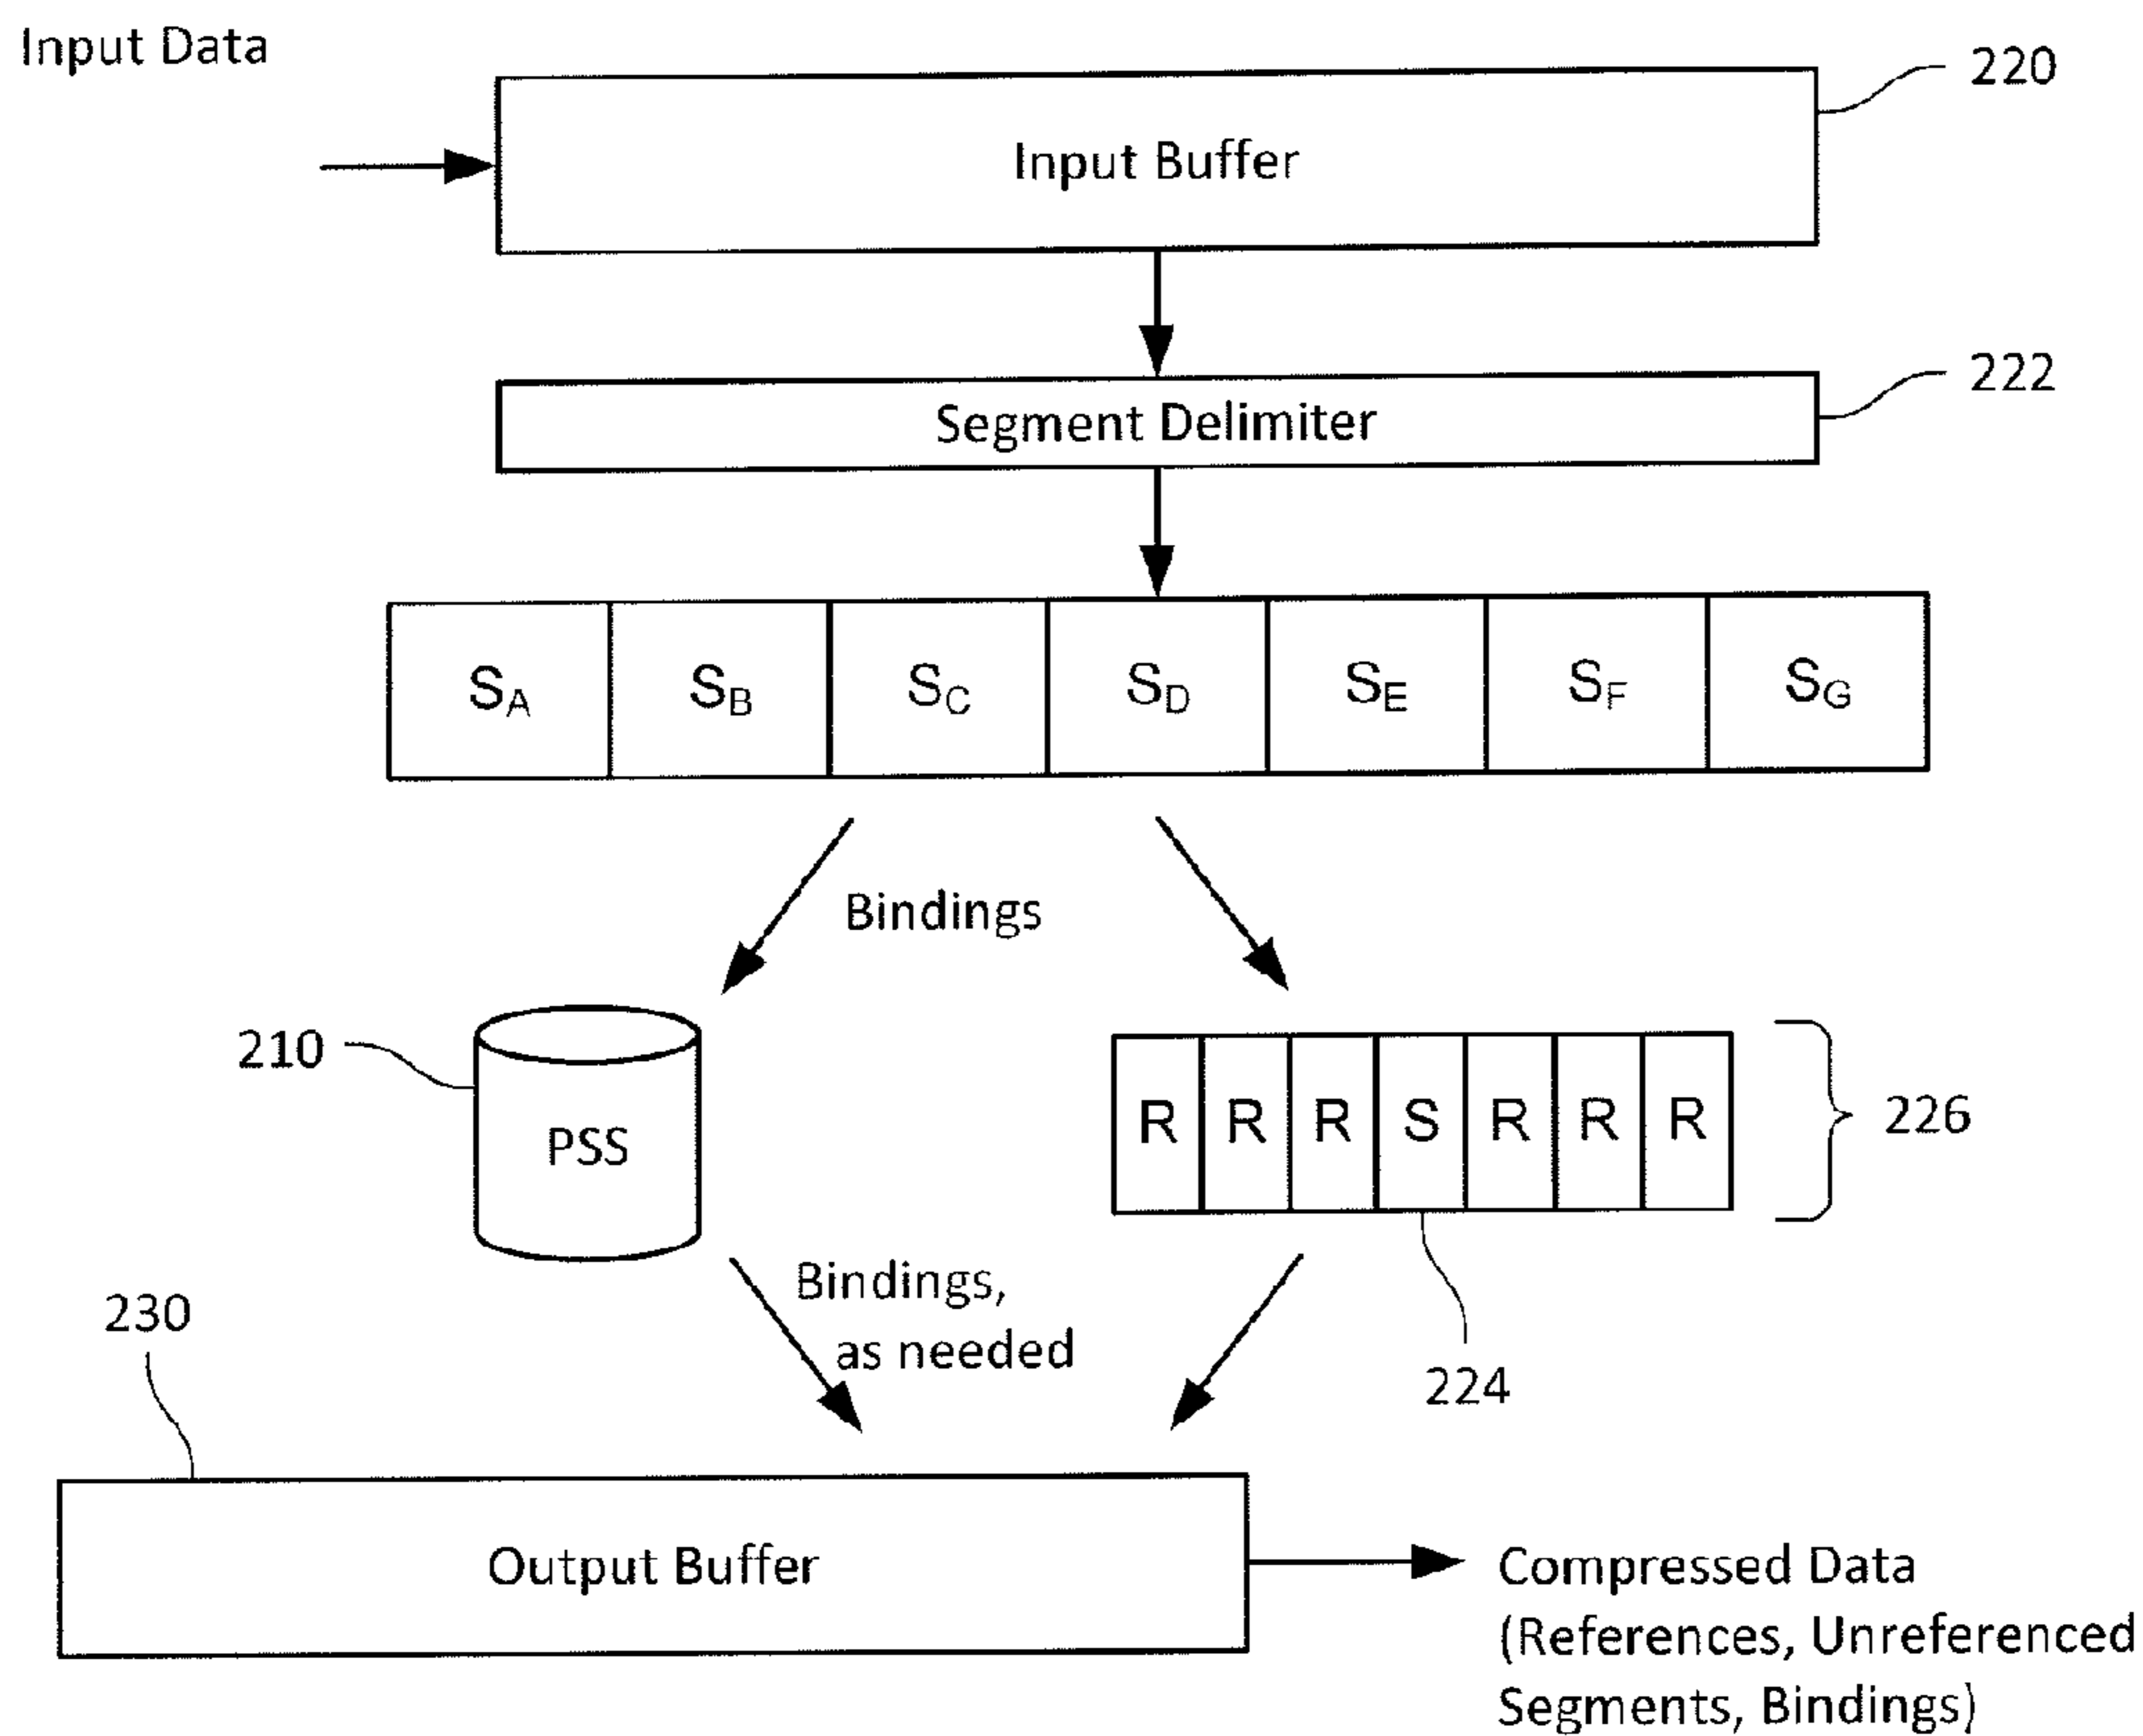 Input Data
220
Input Buffer
222
Segment Delimiter
SA SB SC SD SE SF SG
Bindings
210
PSS
R R R S R R R
226
Bindings,
as needed
230
224
Output Buffer
Compressed Data
(References, Unreferenced
Segments, Bindings)